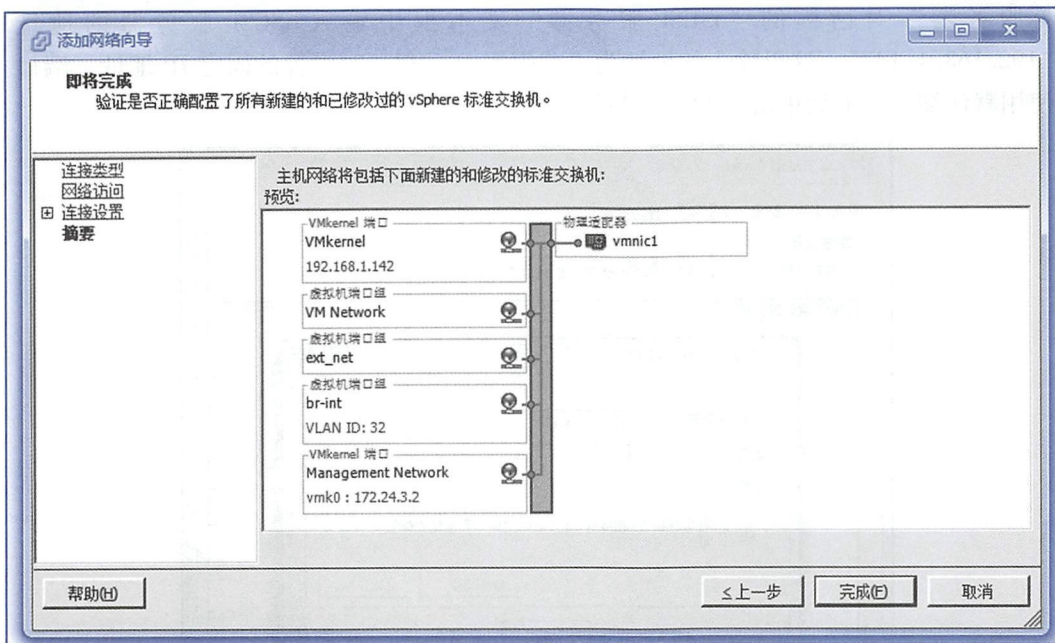 添加网络向导
即将完成
验证是否正确配置了所有新建的和已修改过的 vSphere 标准交换机。
连接类型
网络访问
连接设置
摘要
主机网络将包括下面新建的和修改的标准交换机:
预览:
VMkernel 端口
VMkernel
192.168.1.142
物理适配器
vmnic1
虚拟机端口组
VM Network
虚拟机端口组
ext_net
虚拟机端口组
br-int
VLAN ID: 32
VMkernel 端口
Management Network
vmk0 : 172.24.3.2
帮助(H)
≤上一步
完成(F)
取消